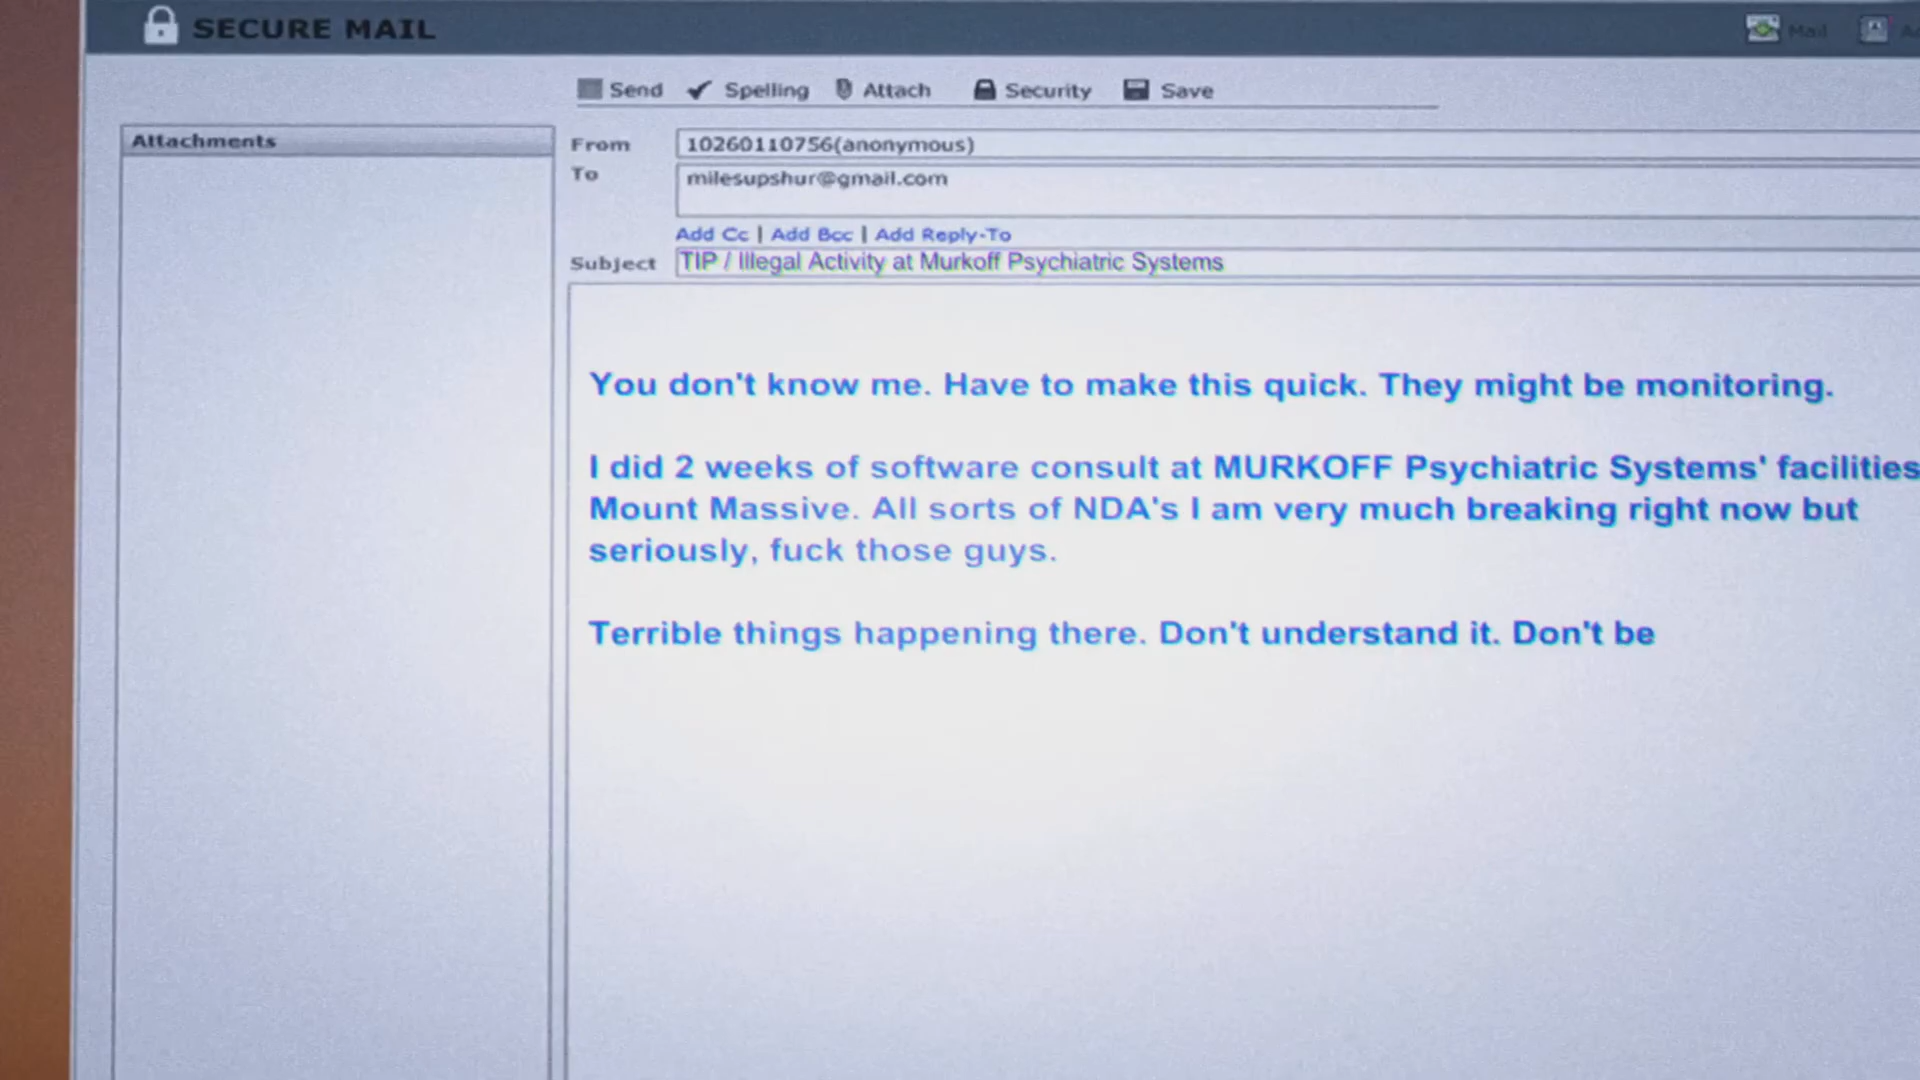 SECURE MAIL
Mail
Send Spelling Attach Security Save
Attachments
From 10260110756(anonymous)
To milesupshur@gmail.com
Add Cc | Add Bcc | Add Reply-To
Subject TIP / Illegal Activity at Murkoff Psychiatric Systems
You don't know me. Have to make this quick. They might be monitoring.
I did 2 weeks of software consult at MURKOFF Psychiatric Systems' facilities
Mount Massive. All sorts of NDA's I am very much breaking right now but
seriously, fuck those guys.
Terrible things happening there. Don't understand it. Don't be